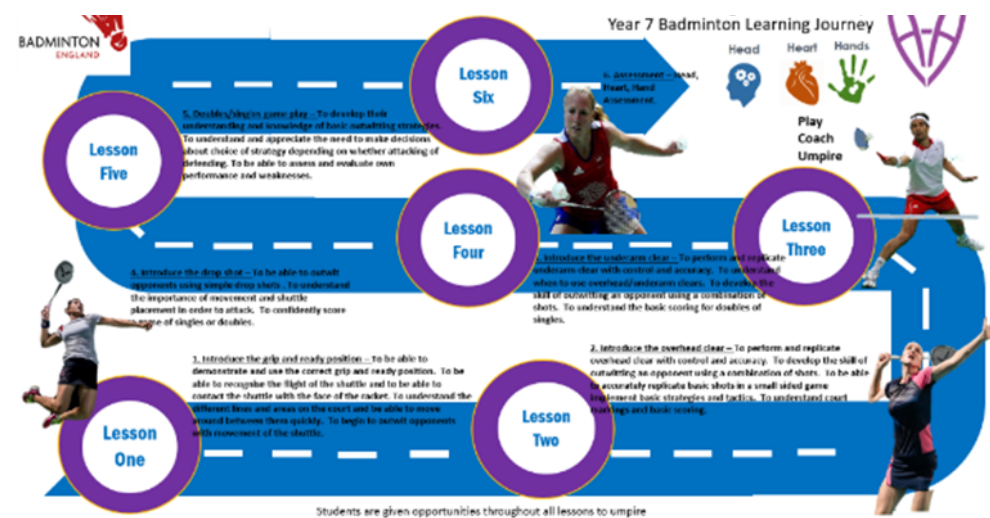 BADMINTON
ENGLAND
Year 7 Badminton Learning Journey
Head
Heart
Hands
Play
Coach
Umpire
Lesson
Six
6. Assessment – Head,
Heart, Hand
Assessment.
Lesson
Five
5. Doubles/singles game play – To develop their
understanding and knowledge of basic outwitting strategies.
To understand and appreciate the need to make decisions
about choice of strategy depending on whether attacking of
defending. To be able to assess and evaluate own
performance and weaknesses.
Lesson
Four
4. Introduce the drop shot – To be able to outwit
opponents using simple drop shots. To understand
the importance of movement and shuttle
placement in order to attack. To confidently score
game of singles or doubles.
Lesson
Three
Introduce the underarm clear – To perform and replicate
underarm clear with control and accuracy. To understand
when to use overhead/underarm clears. To develop the
skill of outwitting an opponent using a combination of
shots. To understand the basic scoring for doubles of
singles.
Lesson
One
1. Introduce the grip and ready position – To be able to
demonstrate and use the correct grip and ready position. To be
able to recognise the flight of the shuttle and to be able to
contact the shuttle with the face of the racket. To understand the
different lines and areas on the court and be able to move
around between them quickly. To begin to outwit opponents
with movement of the shuttle.
Lesson
Two
2. Introduce the overhead clear – To perform and replicate
overhead clear with control and accuracy. To develop the skill of
outwitting an opponent using a combination of shots. To be able
to accurately replicate basic shots in a small sided game
implement basic strategies and tactics. To understand court
markings and basic scoring.
Students are given opportunities throughout all lessons to umpire